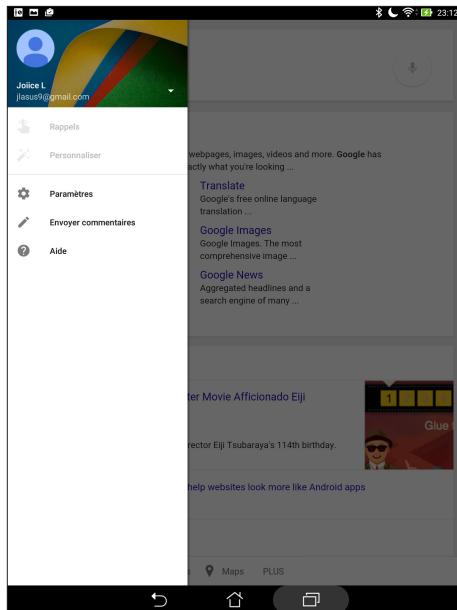 23:12
Joiice L
jlasus9@gmail.com
Rappels
Personnaliser
Paramètres
Envoyer commentaires
Aide
webpages, images, videos and more. Google has
actly what you're looking ...
Translate
Google's free online language
translation ...
Google Images
Google Images. The most
comprehensive image ...
Google News
Aggregated headlines and a
search engine of many ...
ter Movie Afficionado Eiji
1
Glue
rector Eiji Tsubaraya's 114th birthday.
help websites look more like Android apps
s
Maps
PLUS